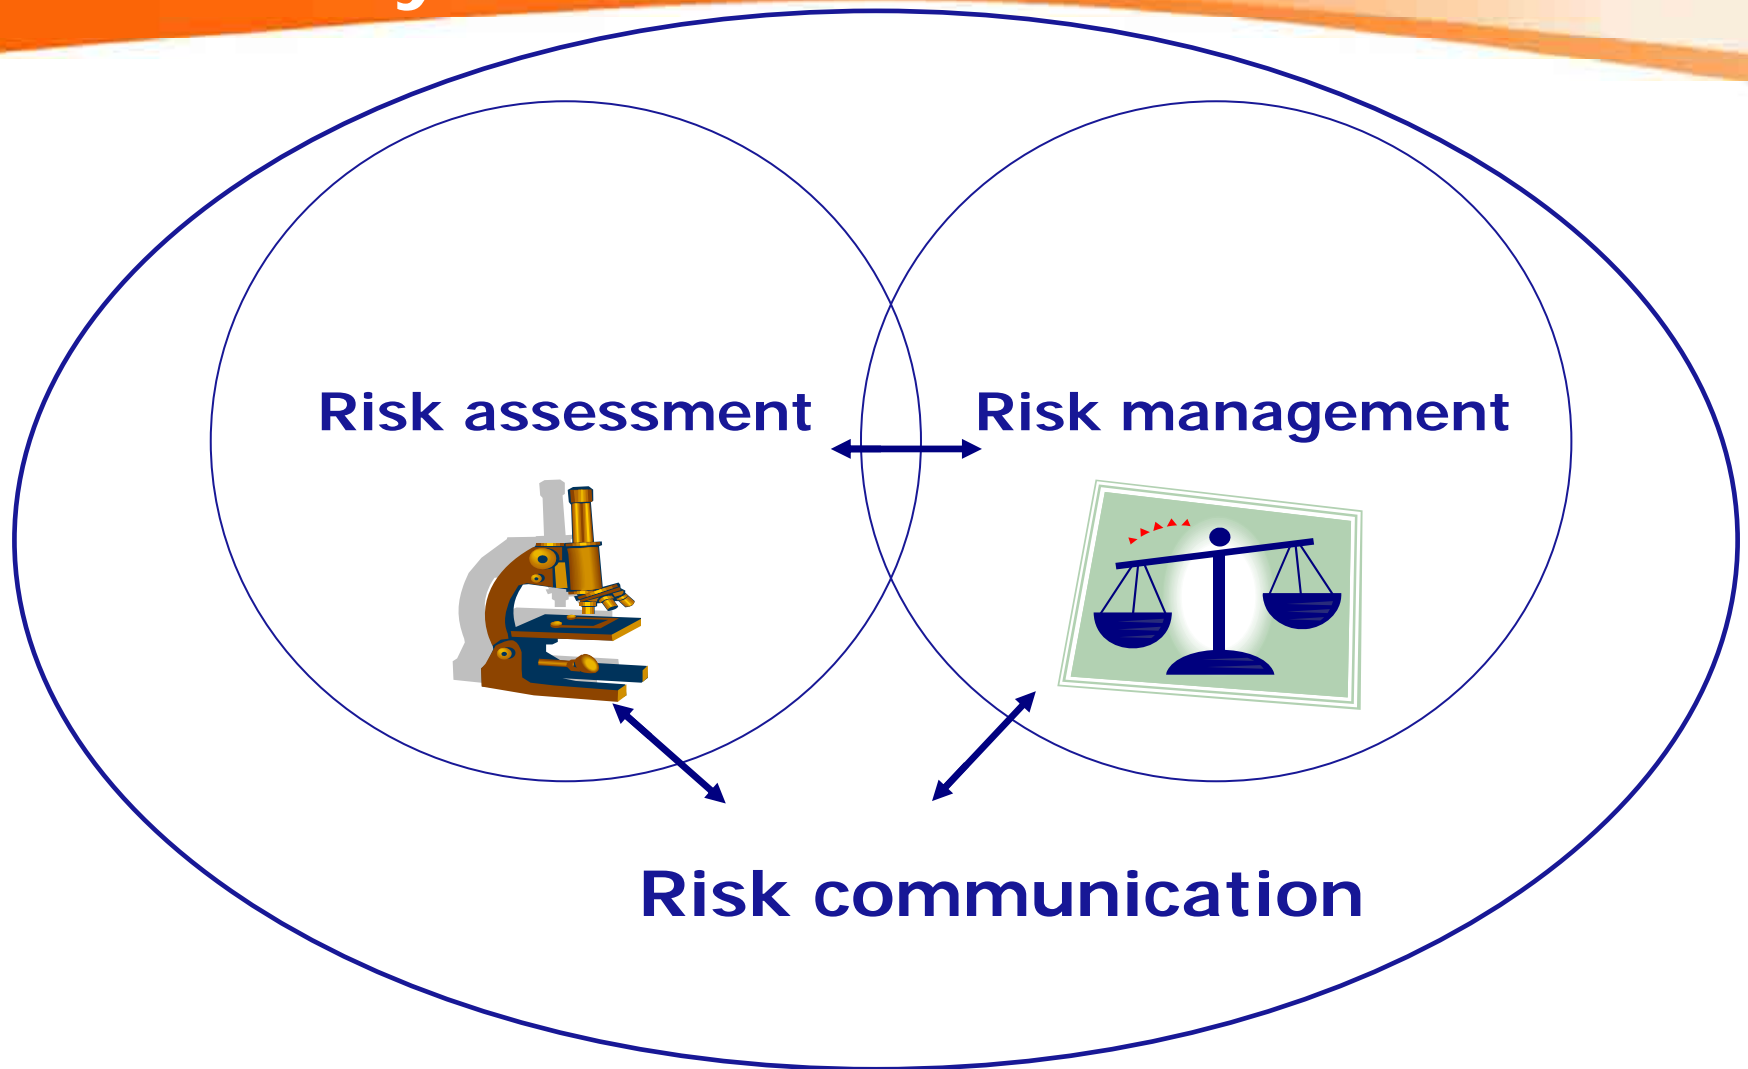 Risk assessment
Risk management
Risk communication